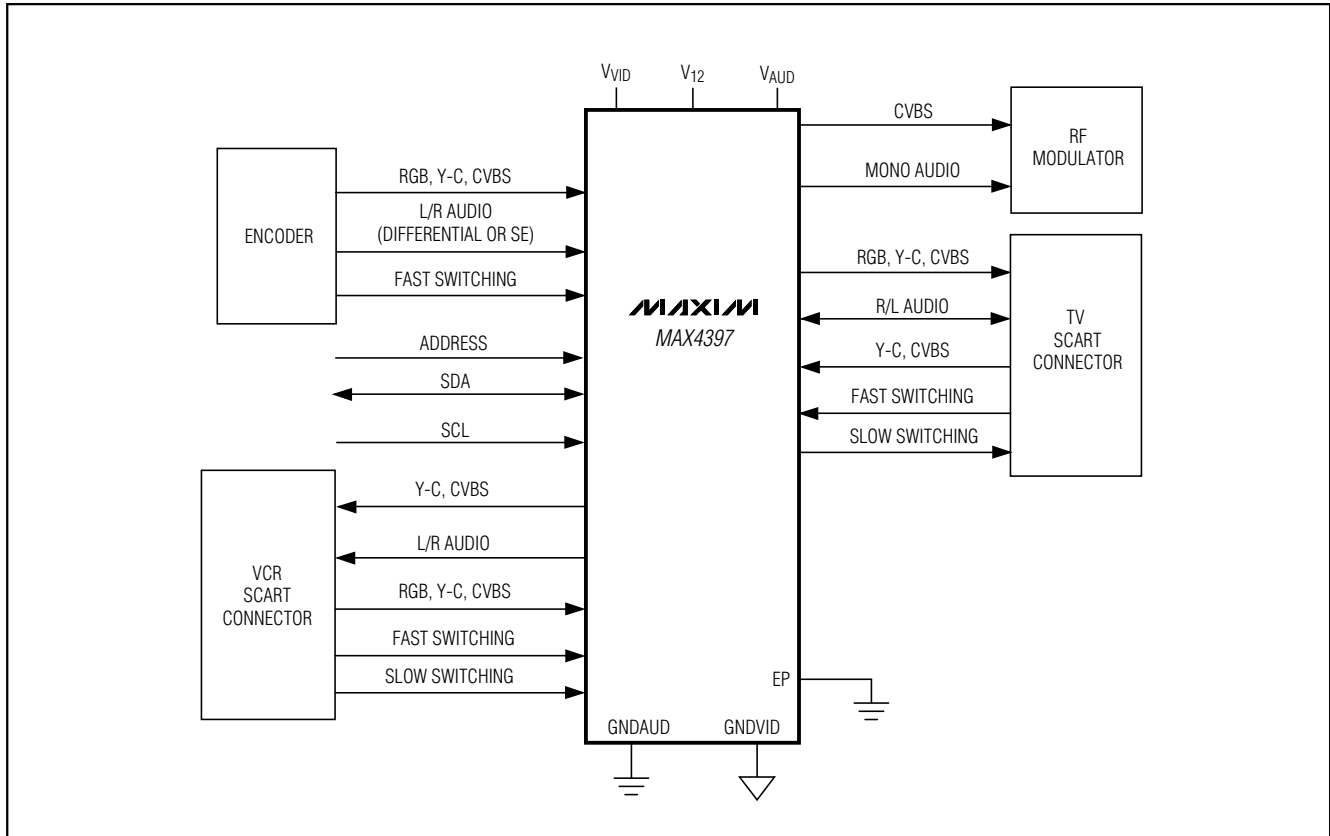 VVID
V12
VAUD
ENCODER
RGB, Y-C, CVBS
L/R AUDIO
(DIFFERENTIAL OR SE)
FAST SWITCHING
ADDRESS
SDA
SCL
VCR
SCART
CONNECTOR
Y-C, CVBS
L/R AUDIO
RGB, Y-C, CVBS
FAST SWITCHING
SLOW SWITCHING
MAXIM
MAX4397
EP
GNDAUD
GNDVID
CVBS
MONO AUDIO
RF
MODULATOR
RGB, Y-C, CVBS
R/L AUDIO
Y-C, CVBS
FAST SWITCHING
SLOW SWITCHING
TV
SCART
CONNECTOR